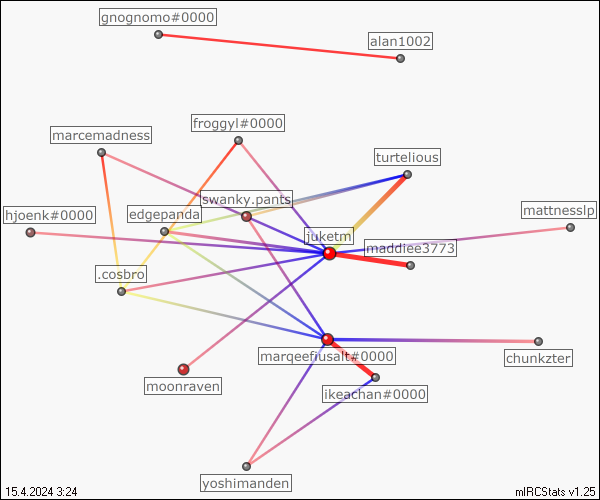 gnognomo#0000
alan1002
froggyl#0000
marcemadness
turtelious
swanky.pants
hjoenk#0000
edgepanda
mattnesslp
juketm
maddiee3773
.cosbro
marqeefiusalt#0000
chunkzter
moonraven
ikeachan#0000
yoshimanden
15.4.2024 3:24
mIRCStats v1.25